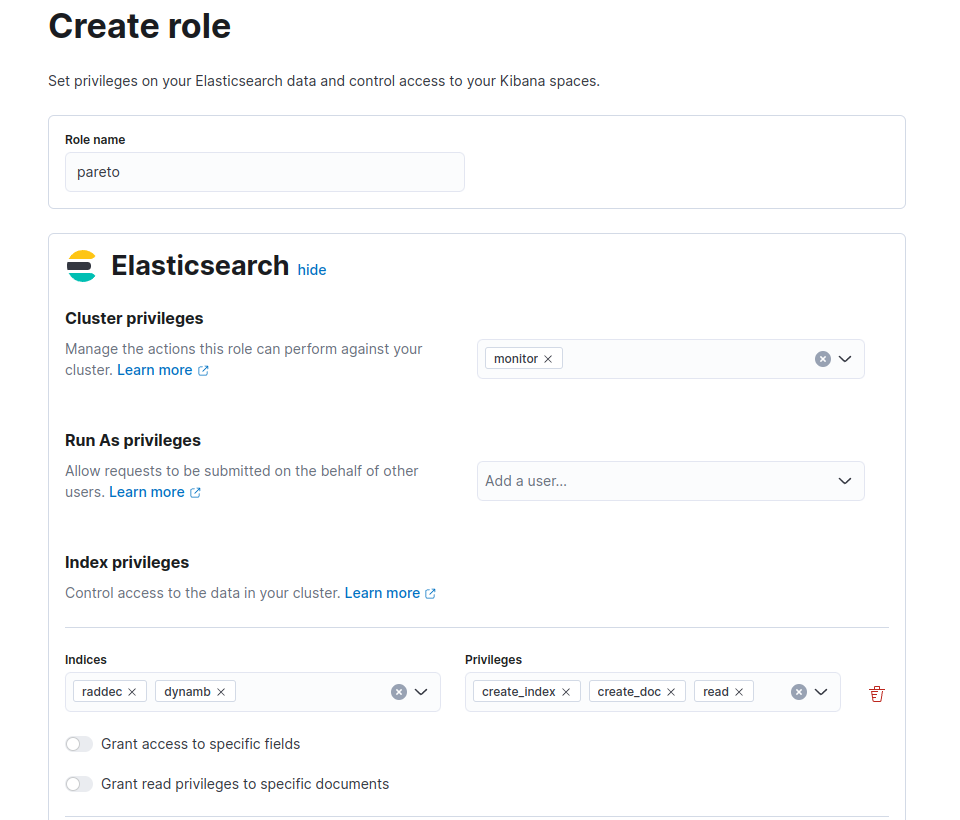 Create role
Set privileges on your Elasticsearch data and control access to your Kibana spaces.
Role name
pareto
Elasticsearch hide
Cluster privileges
Manage the actions this role can perform against your
cluster. Learn more
monitor
Run As privileges
Allow requests to be submitted on the behalf of other
users. Learn more
Add a user...
Index privileges
Control access to the data in your cluster. Learn more
Indices
raddec dynamb
Privileges
create_index create_doc read
Grant access to specific fields
Grant read privileges to specific documents